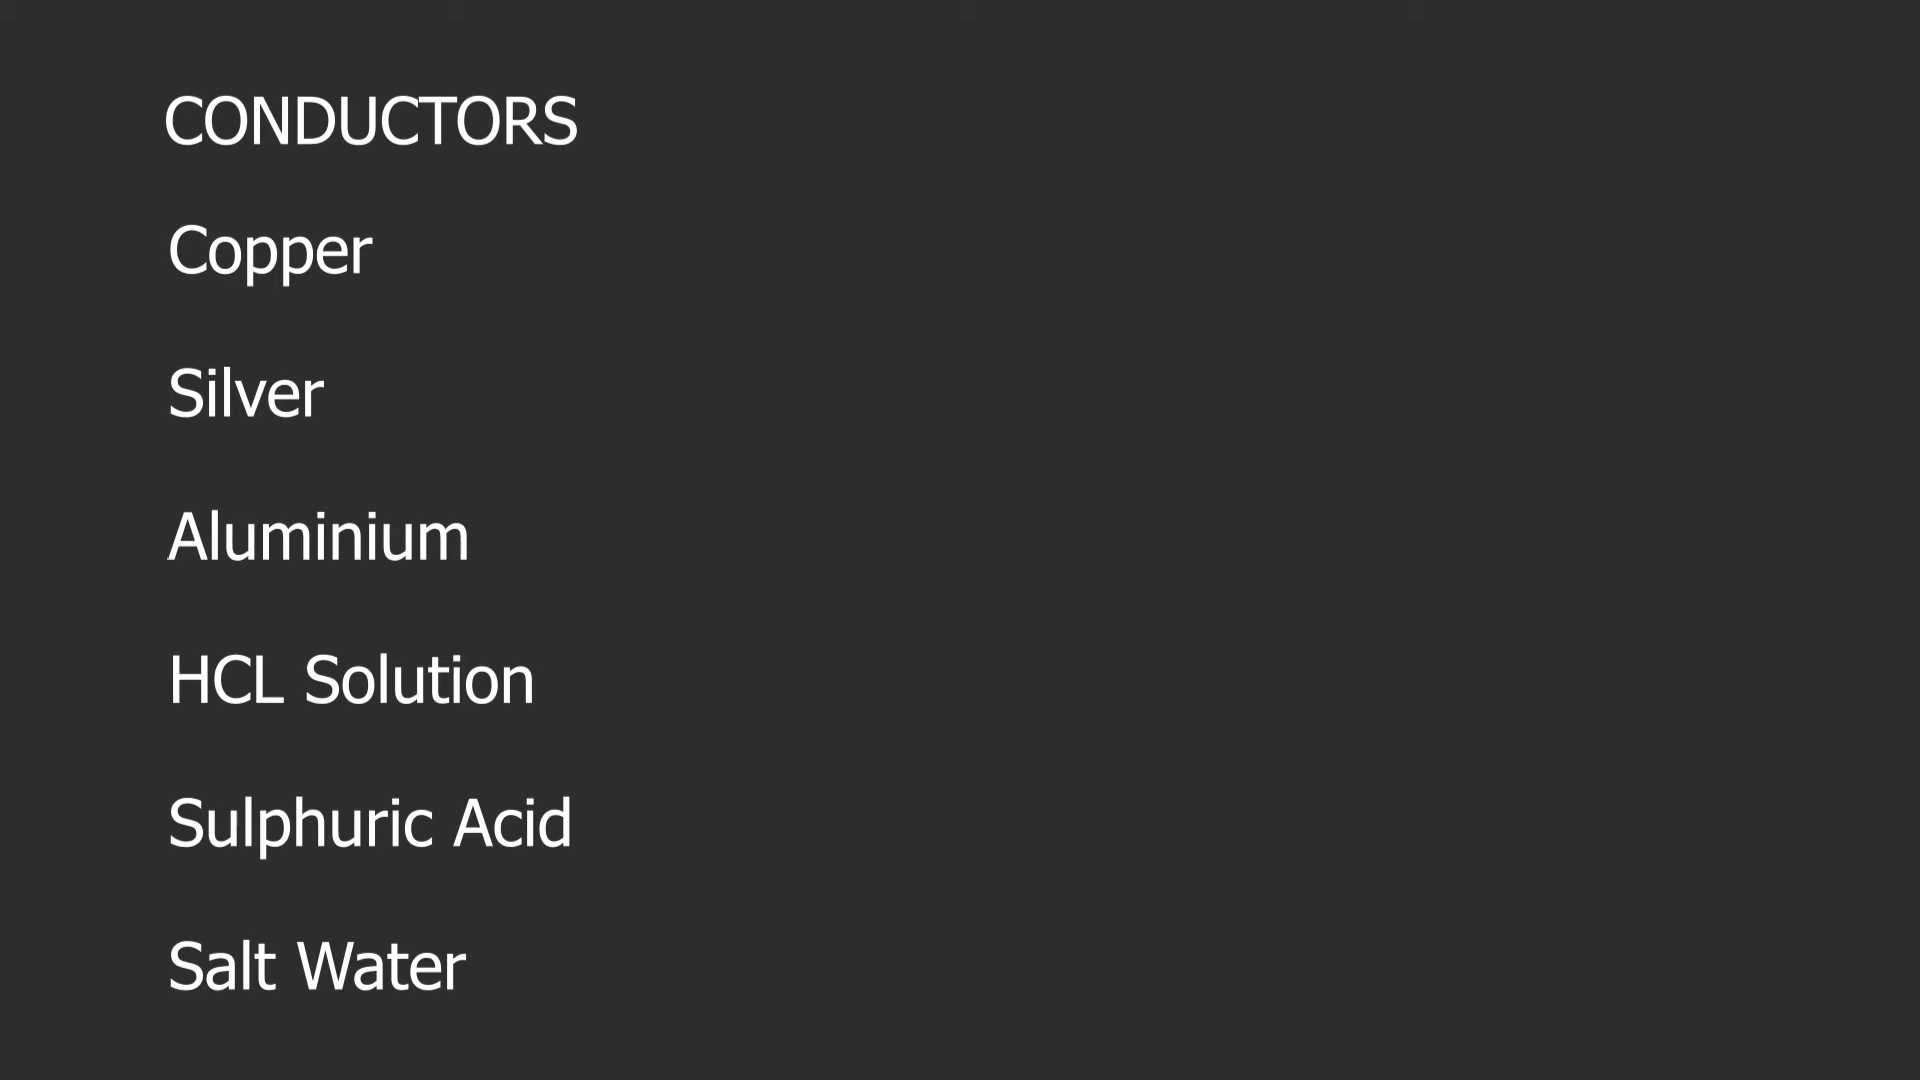 CONDUCTORS
Copper
Silver
Aluminium
HCL Solution
Sulphuric Acid
Salt Water